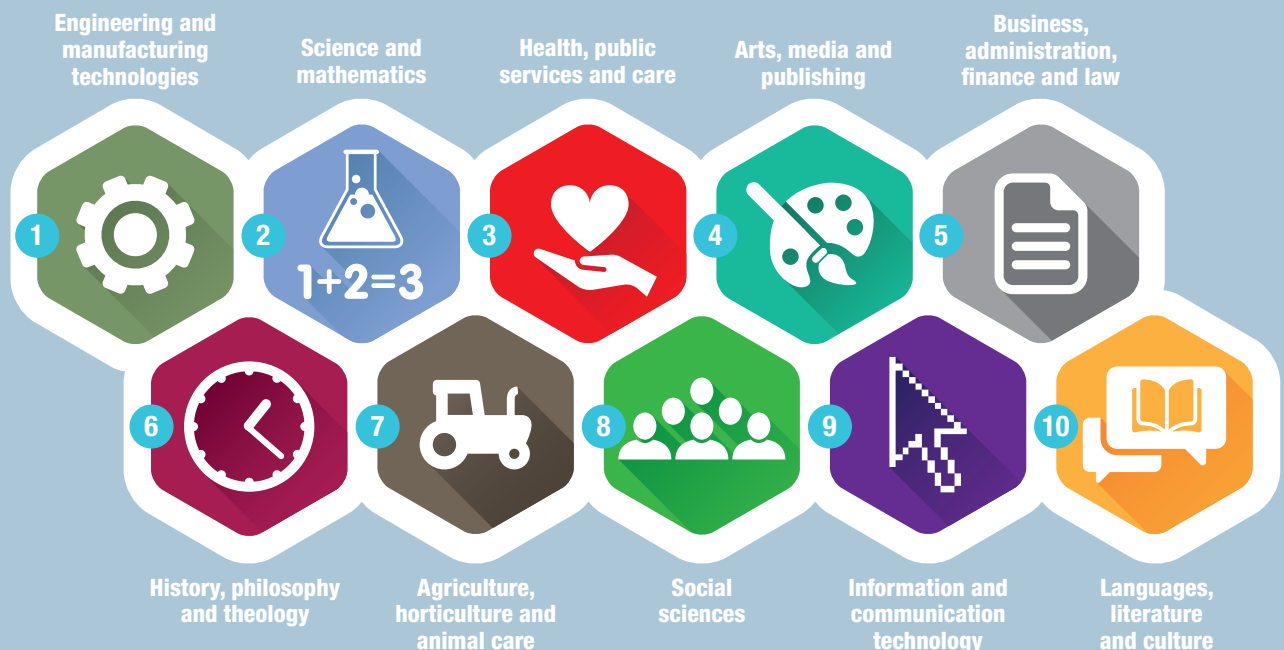 Engineering and
manufacturing
technologies
Science and
mathematics
Health, public
services and care
Arts, media and
publishing
Business,
administration,
finance and law
1
2
1+2=3
3
4
5
6
7
8
9
10
History, philosophy
and theology
Agriculture,
horticulture and
animal care
Social
sciences
Information and
communication
technology
Languages,
literature
and culture